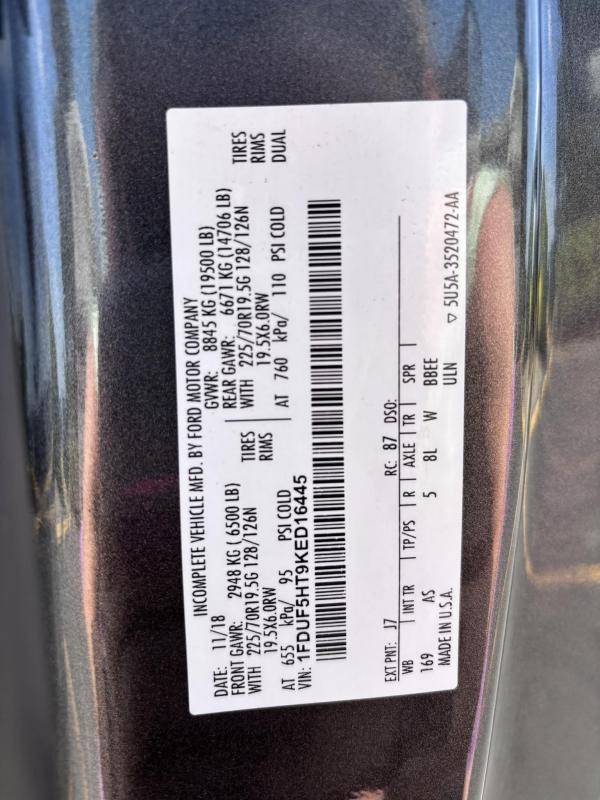 INCOMPLETE VEHICLE MFD. BY FORD MOTOR COMPANY
DATE: 11/18 GVWR: 8845 KG (19500 LB)
FRONT GAWR: 2948 KG (6500 LB) REAR GAWR: 6671 KG (14706 LB)
WITH 225/70R19.5G 128/126N TIRES WITH 225/70R19.5G 128/126N TIRES
19.5X6.0RW RIMS 19.5X6.0RW RIMS
AT 655 kPa/ 95 PSI COLD AT 760 kPa/ 110 PSI COLD DUAL
VIN: 1FDUF5HT9KED16445
EXT PNT: J7 RC: 87 DSO:
WB INT TR TP/PS R AXLE TR SPR
169 AS 5 8L W BBEE
MADE IN U.S.A. ULN ▽ 5U5A-3520472-AA